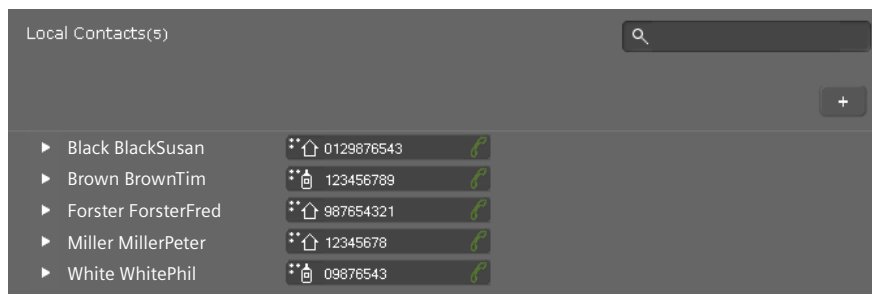 Local Contacts(5)
+
Black BlackSusan 0129876543
Brown BrownTim 123456789
Forster ForsterFred 987654321
Miller MillerPeter 12345678
White WhitePhil 09876543